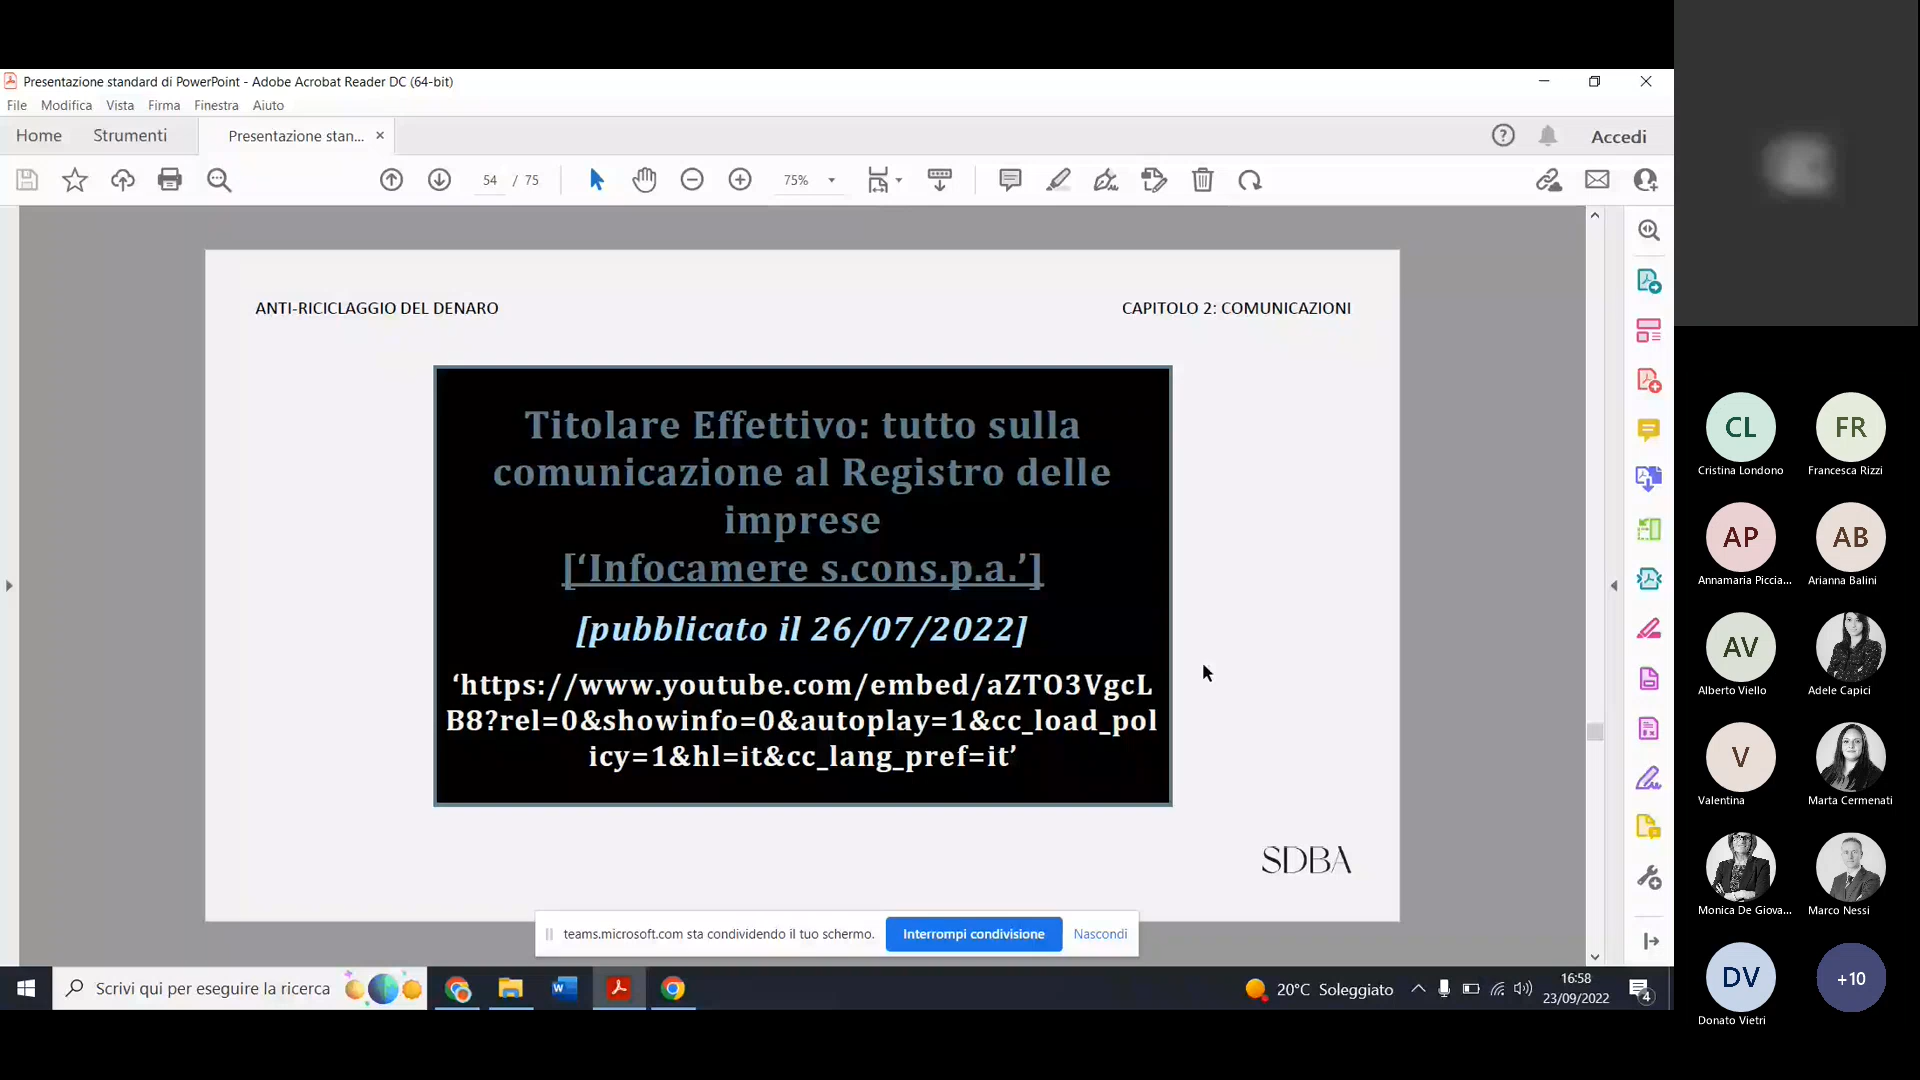 Presentazione standard di PowerPoint - Adobe Acrobat Reader DC (64-bit)
File Modifica Vista Firma Finestra Aiuto
Home Strumenti Presentazione stan... × Accedi
54 / 75 75%
ANTI-RICICLAGGIO DEL DENARO CAPITOLO 2: COMUNICAZIONI
Titolare Effettivo: tutto sulla
comunicazione al Registro delle
imprese
[‘Infocamere s.cons.p.a.’]
[pubblicato il 26/07/2022]
‘https://www.youtube.com/embed/aZTO3VgcL
B8?rel=0&showinfo=0&autoplay=1&cc_load_pol
icy=1&hl=it&cc_lang_pref=it’
SDBA
teams.microsoft.com sta condividendo il tuo schermo. Interrompi condivisione Nascondi
Scrivi qui per eseguire la ricerca
20°C Soleggiato
16:58
23/09/2022
4
CL FR
Cristina Londono Francesca Rizzi
AP AB
Annamaria Piccia... Arianna Balini
AV
Alberto Viello Adele Capici
V
Valentina Marta Cermenati
Monica De Giova... Marco Nessi
DV +10
Donato Vietri